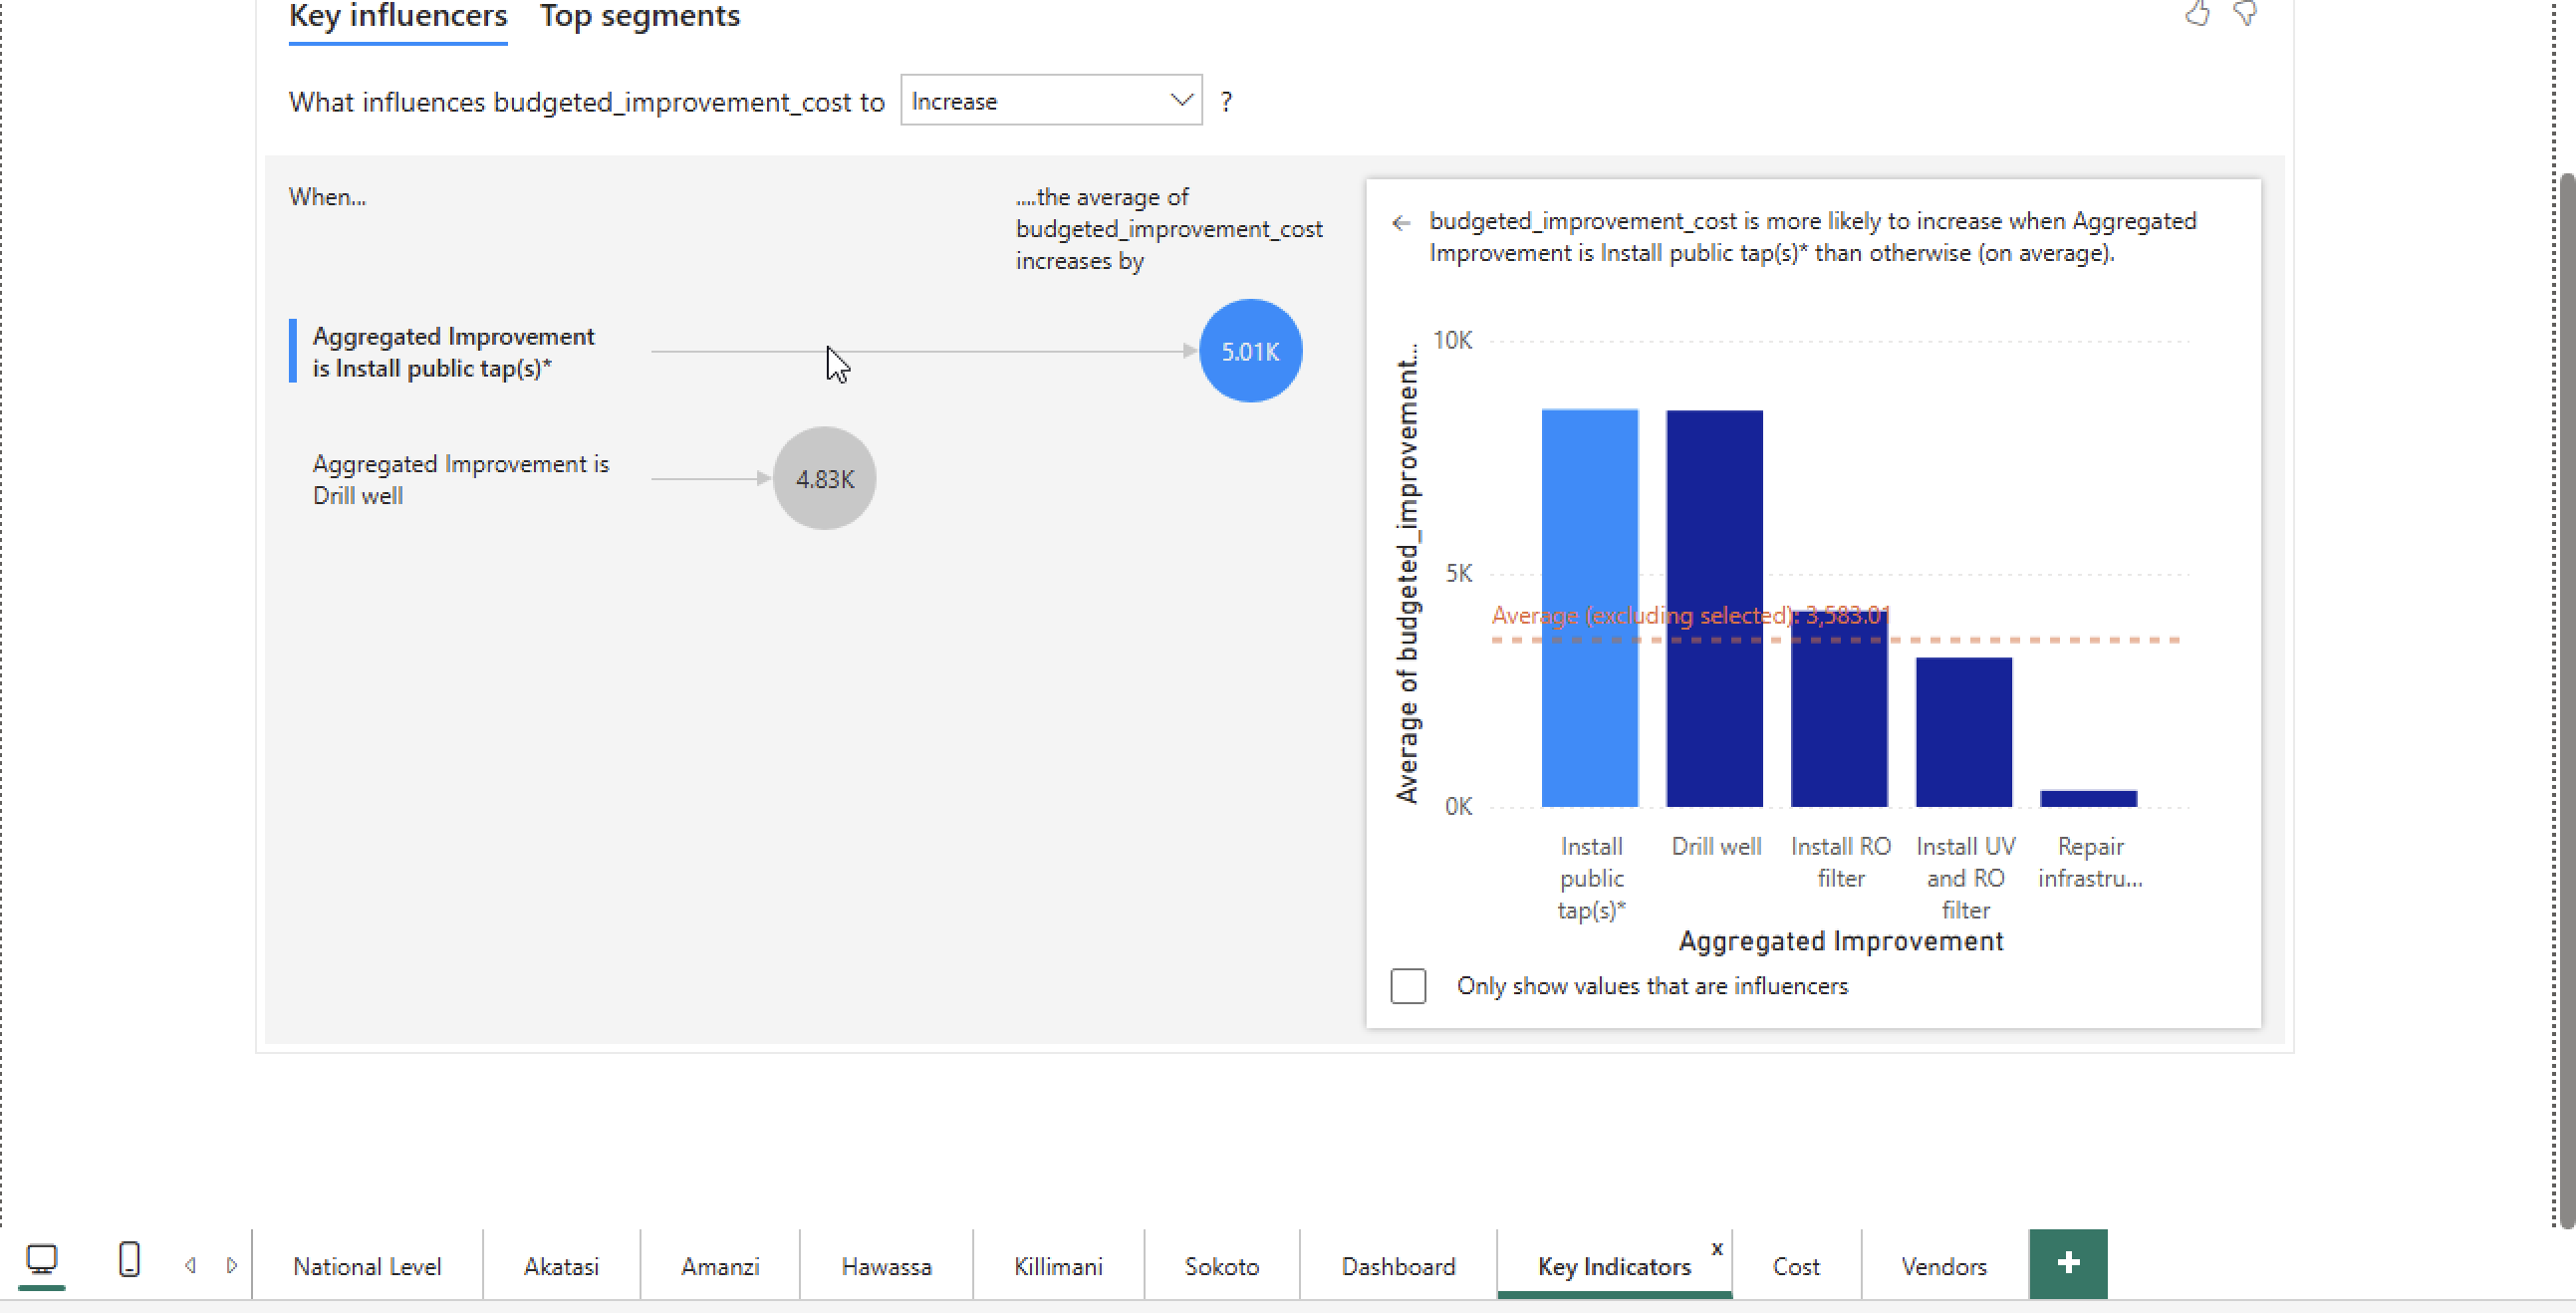 Key influencers Top segments
What influences budgeted_improvement_cost to Increase ?
When...
....the average of
budgeted_improvement_cost
increases by
Aggregated Improvement
is Install public tap(s)*
5.01K
Aggregated Improvement is
Drill well
4.83K
budgeted_improvement_cost is more likely to increase when Aggregated
Improvement is Install public tap(s)* than otherwise (on average).
Average of budgeted_improvement...
10K
5K
0K
Average (excluding selected): 3,583.01
Install
public
tap(s)*
Drill well
Install RO
filter
Install UV
and RO
filter
Repair
infrastru...
Aggregated Improvement
Only show values that are influencers
National Level Akatasi Amanzi Hawassa Killimani Sokoto Dashboard Key Indicators x Cost Vendors +